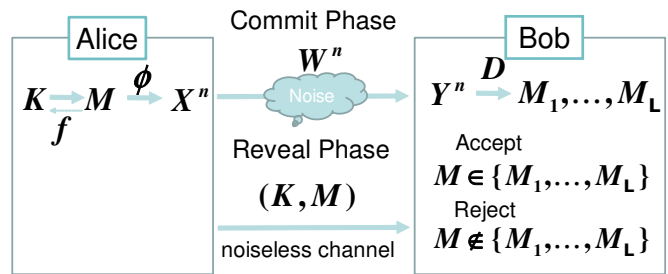 Commit Phase
Alice
Bob
W^n
K M ϕ X^n
f
Noise
Y^n D M_1,...,M_L
Reveal Phase
(K,M)
noiseless channel
Accept
M ∈ {M_1,...,M_L}
Reject
M ∉ {M_1,...,M_L}